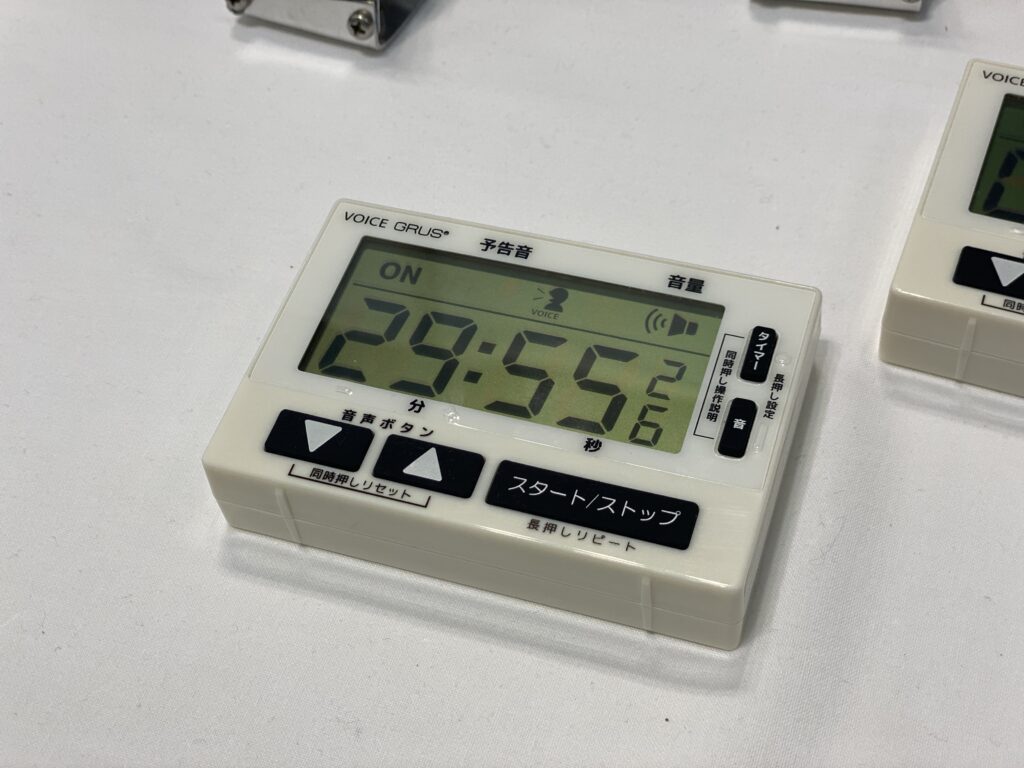 VOICE GRUS®
予告音
音量
ON
VOICE
29:55 26
分
秒
タイマー
音
長押し設定
同時押し操作説明
音声ボタン
▼ ▲
同時押しリセット
スタート/ストップ
長押しリピート
VOICE
▼